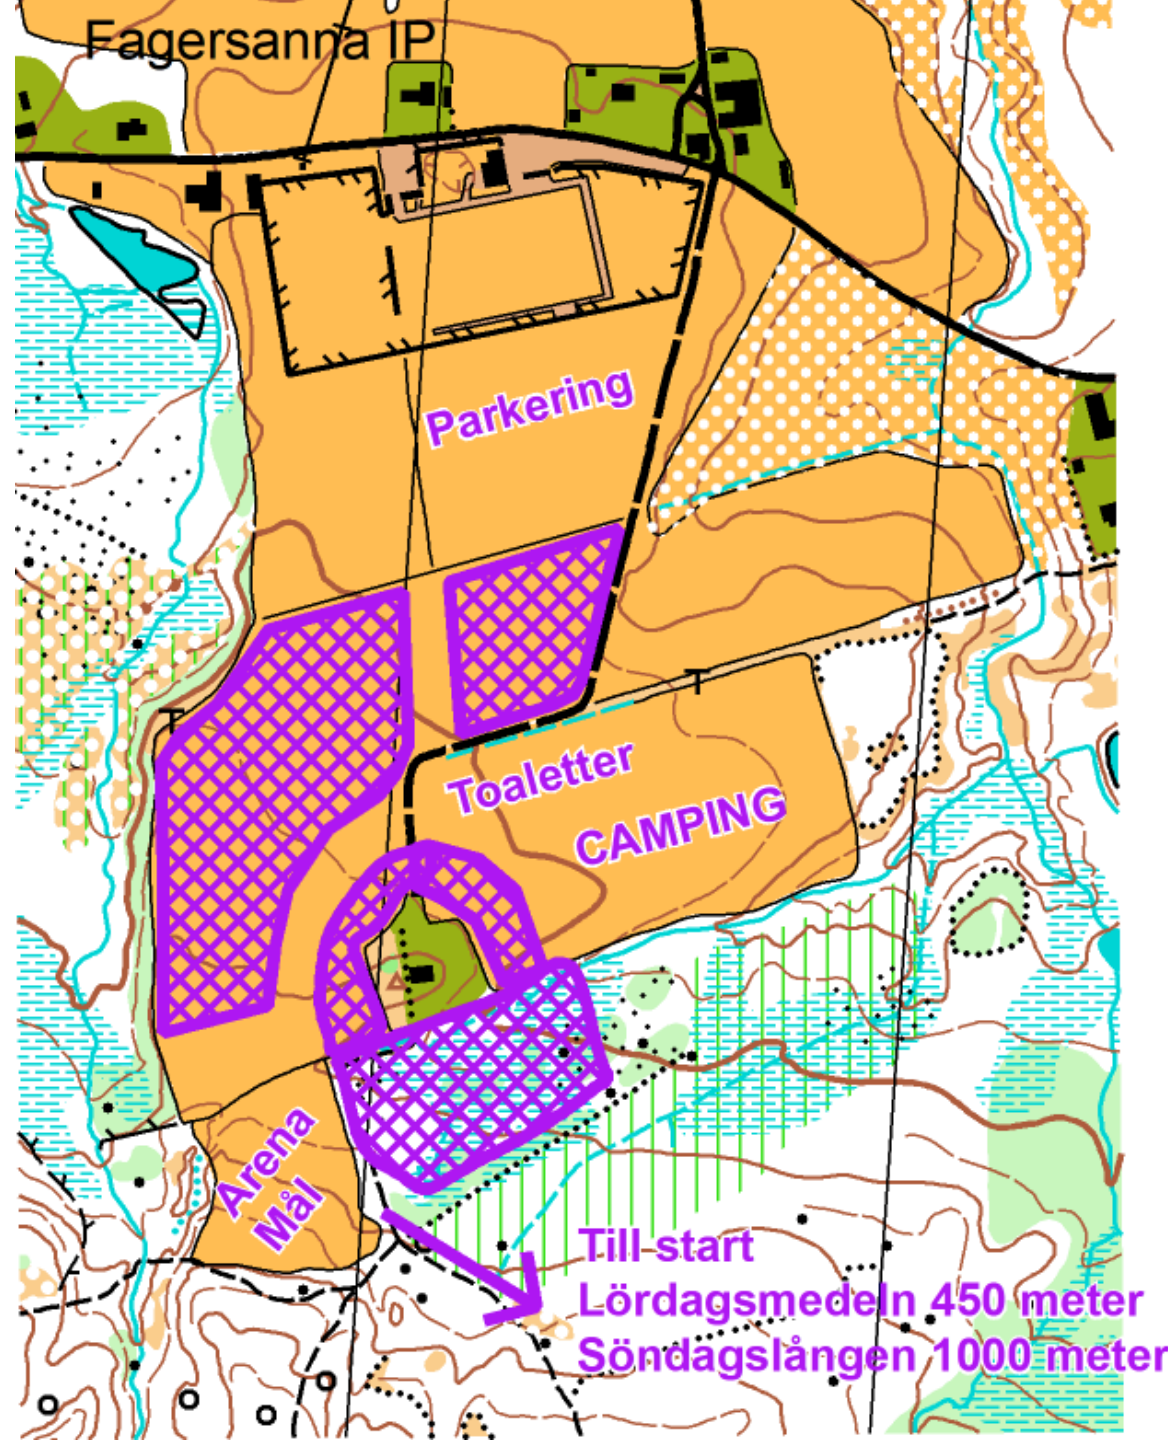 Fagersanna IP
Parkering
Toaletter
CAMPING
Arena
Mål
Till start
Lördagsmedeln 450 meter
Söndagslången 1000 meter